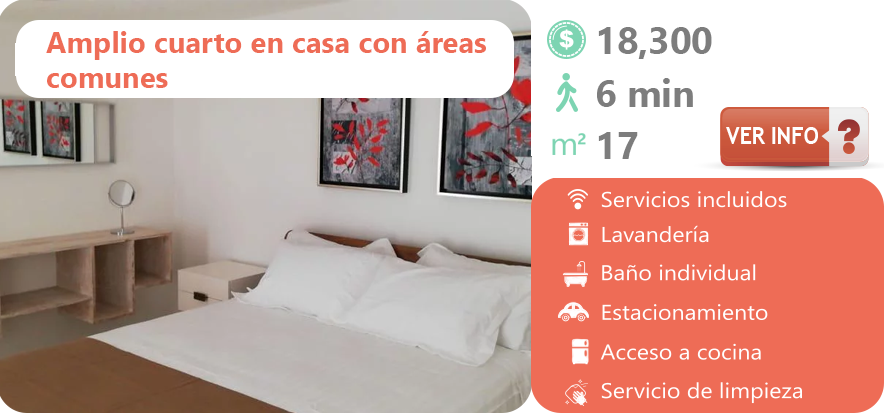 Amplio cuarto en casa con áreas
comunes
$ 18,300
6 min
m² 17
VER INFO ?
Servicios incluidos
Lavandería
Baño individual
Estacionamiento
Acceso a cocina
Servicio de limpieza